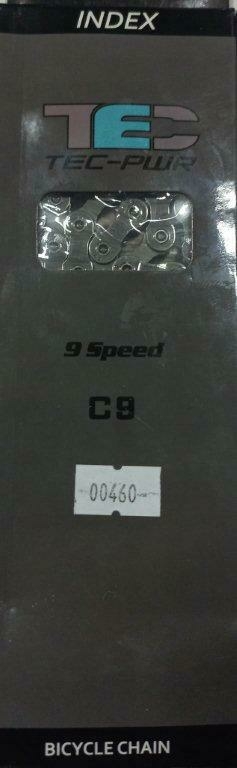 INDEX
TEC
TEC-PWR
9 Speed
C9
00460
BICYCLE CHAIN